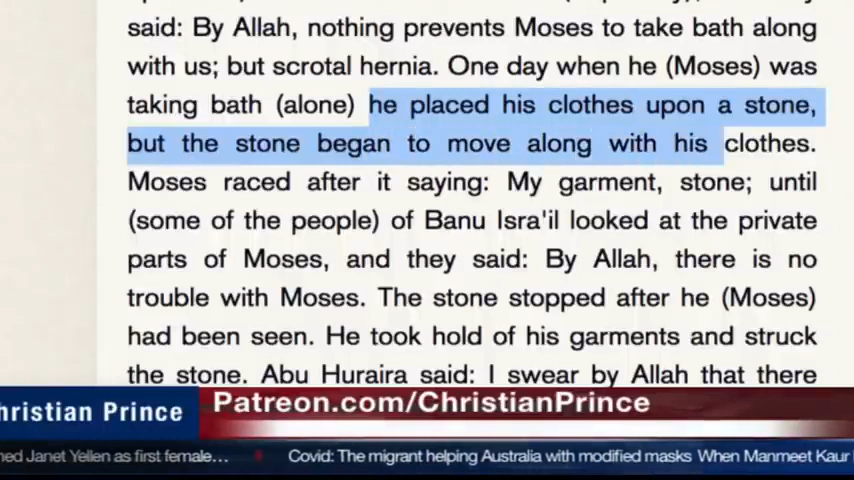 said: By Allah, nothing prevents Moses to take bath along
with us; but scrotal hernia. One day when he (Moses) was
taking bath (alone) he placed his clothes upon a stone,
but the stone began to move along with his clothes.
Moses raced after it saying: My garment, stone; until
(some of the people) of Banu Isra'il looked at the private
parts of Moses, and they said: By Allah, there is no
trouble with Moses. The stone stopped after he (Moses)
had been seen. He took hold of his garments and struck
the stone. Abu Huraira said: I swear by Allah that there
hristian Prince
Patreon.com/ChristianPrince
ned Janet Yellen as first female... Covid: The migrant helping Australia with modified masks When Manmeet Kaur